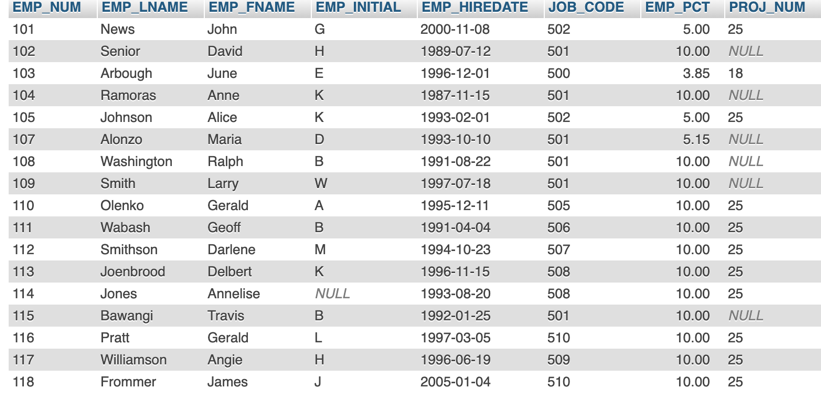 EMP_NUM EMP_LNAME EMP_FNAME EMP_INITIAL EMP_HIREDATE JOB_CODE EMP_PCT PROJ_NUM
101 News John G 2000-11-08 502 5.00 25
102 Senior David H 1989-07-12 501 10.00 NULL
103 Arbough June E 1996-12-01 500 3.85 18
104 Ramoras Anne K 1987-11-15 501 10.00 NULL
105 Johnson Alice K 1993-02-01 502 5.00 25
107 Alonzo Maria D 1993-10-10 501 5.15 NULL
108 Washington Ralph B 1991-08-22 501 10.00 NULL
109 Smith Larry W 1997-07-18 501 10.00 NULL
110 Olenko Gerald A 1995-12-11 505 10.00 25
111 Wabash Geoff B 1991-04-04 506 10.00 25
112 Smithson Darlene M 1994-10-23 507 10.00 25
113 Joenbrood Delbert K 1996-11-15 508 10.00 25
114 Jones Annelise NULL 1993-08-20 508 10.00 25
115 Bawangi Travis B 1992-01-25 501 10.00 NULL
116 Pratt Gerald L 1997-03-05 510 10.00 25
117 Williamson Angie H 1996-06-19 509 10.00 25
118 Frommer James J 2005-01-04 510 10.00 25